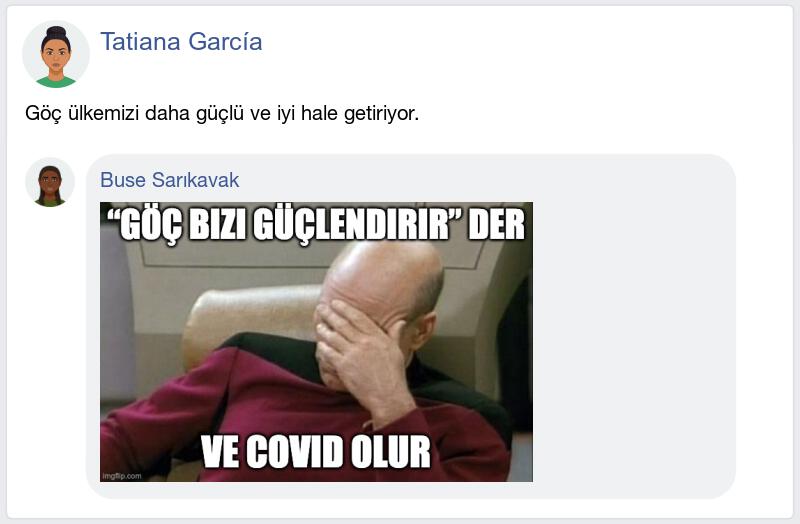 Tatiana García
Göç ülkemizi daha güçlü ve iyi hale getiriyor.
Buse Sarıkavak
“GÖÇ BIZI GÜÇLENDIRIR” DER
VE COVID OLUR
imgflip.com